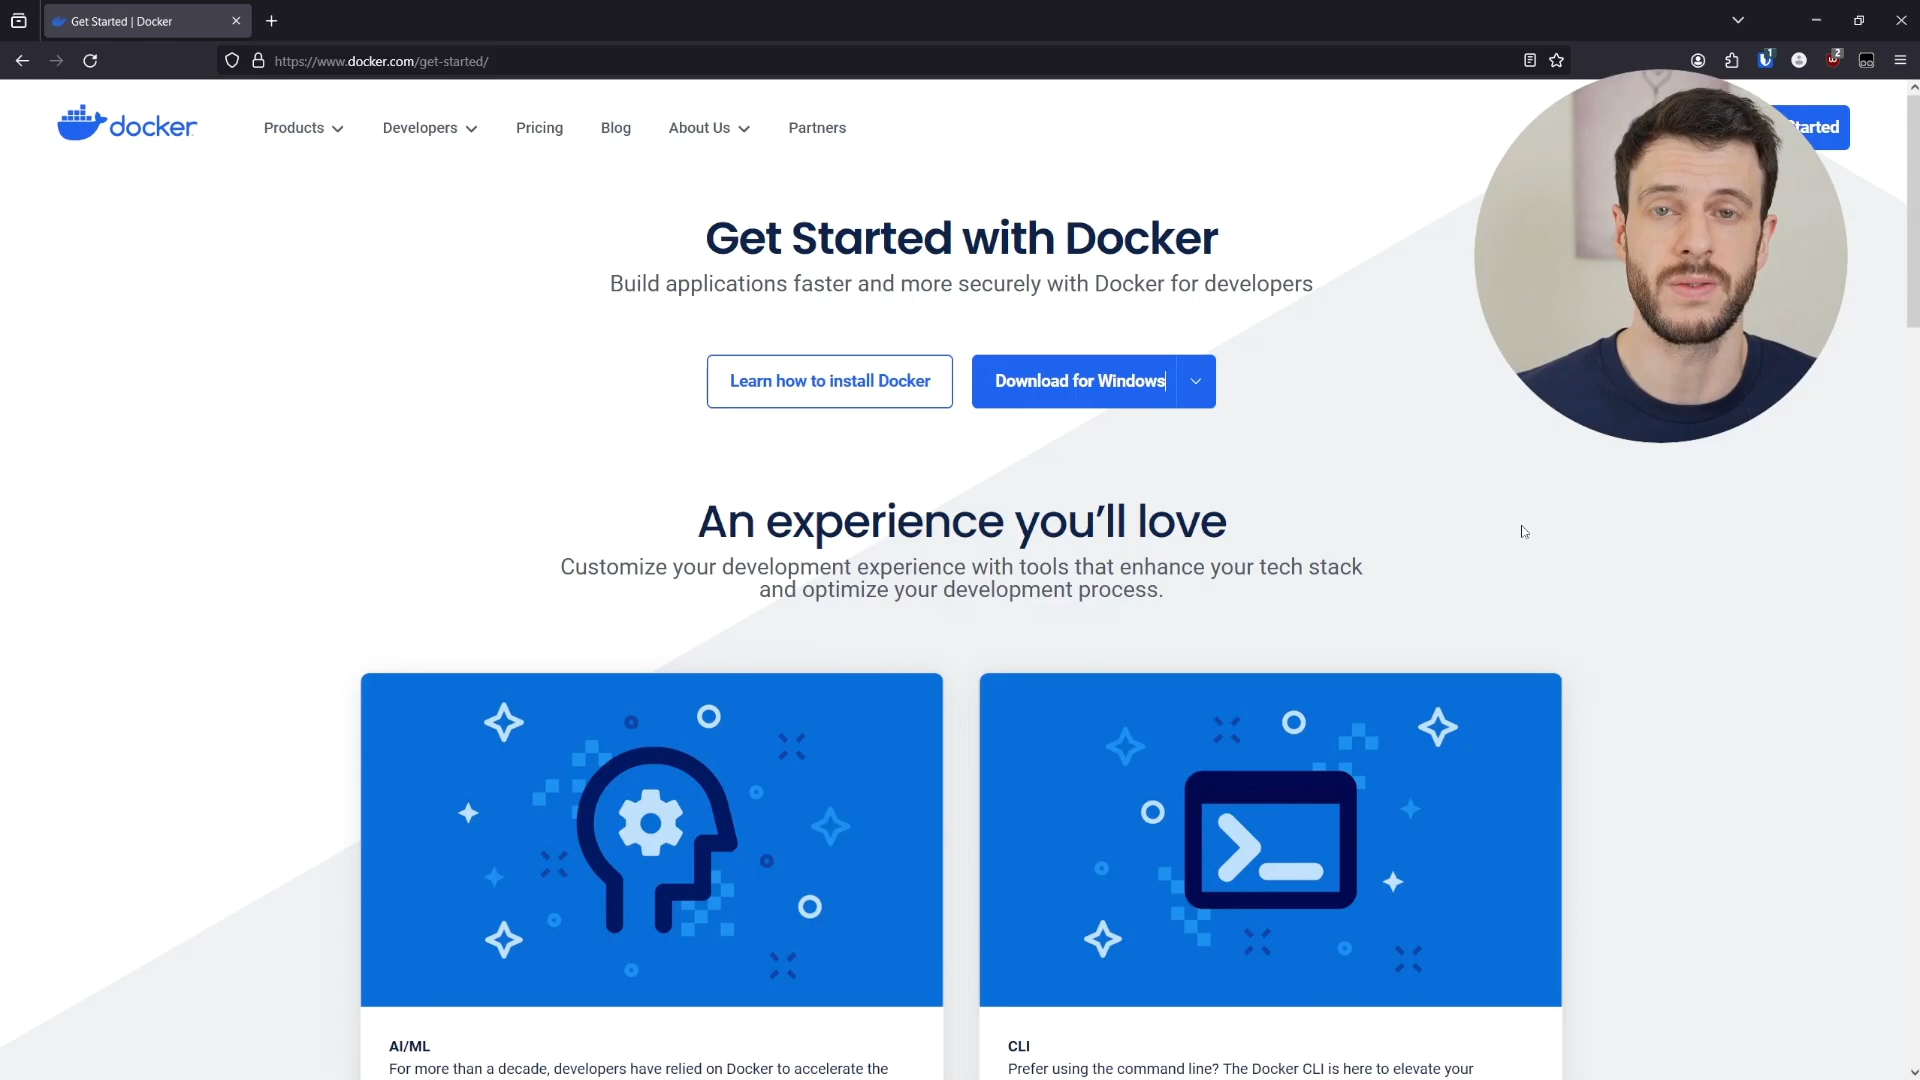 Get Started | Docker
https://www.docker.com/get-started/
1
2
docker
Products
Developers
Pricing
Blog
About Us
Partners
Started
Get Started with Docker
Build applications faster and more securely with Docker for developers
Learn how to install Docker
Download for Windows
An experience you'll love
Customize your development experience with tools that enhance your tech stack
and optimize your development process.
AI/ML
For more than a decade, developers have relied on Docker to accelerate the
CLI
Prefer using the command line? The Docker CLI is here to elevate your